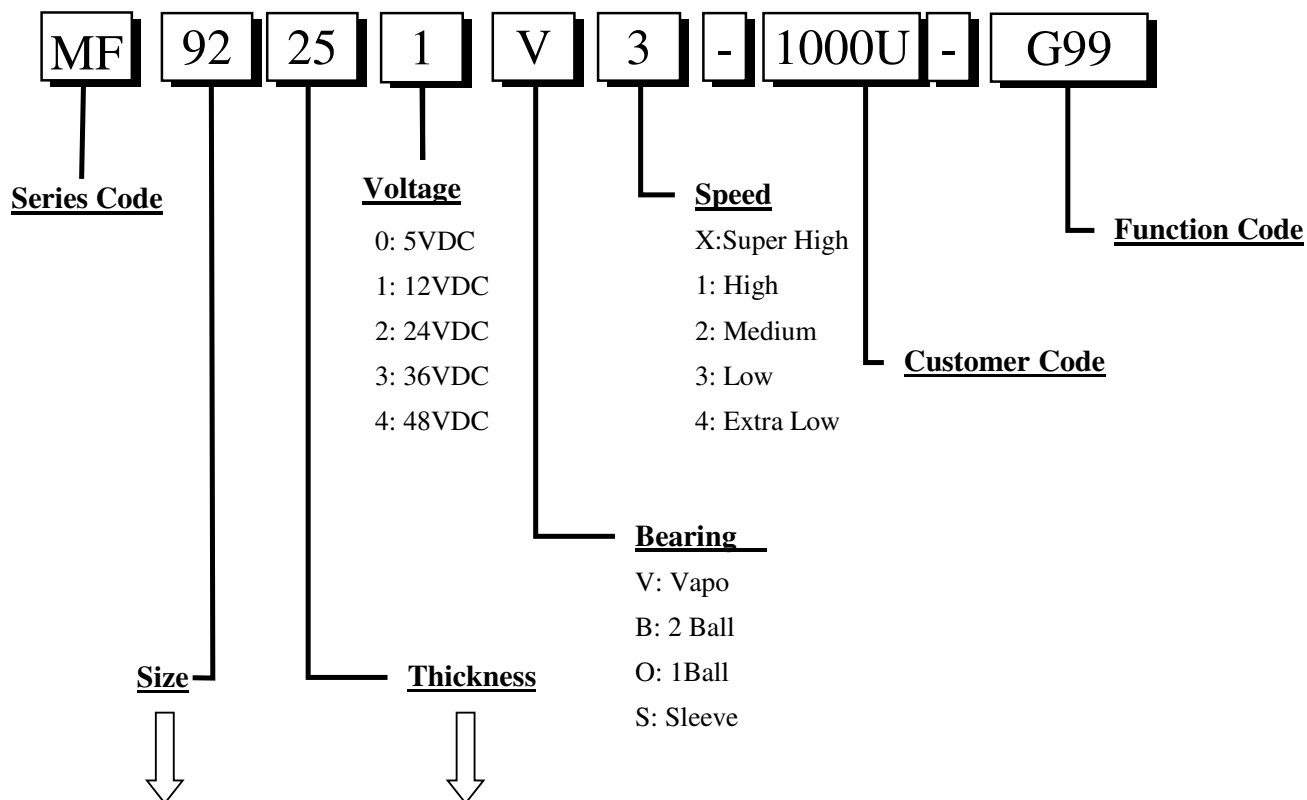 MF 92 25 1 V 3 - 1000U - G99
Series Code
Voltage
0: 5VDC
1: 12VDC
2: 24VDC
3: 36VDC
4: 48VDC
Speed
X:Super High
1: High
2: Medium
3: Low
4: Extra Low
Function Code
Customer Code
Bearing
V: Vapo
B: 2 Ball
O: 1Ball
S: Sleeve
Size
Thickness